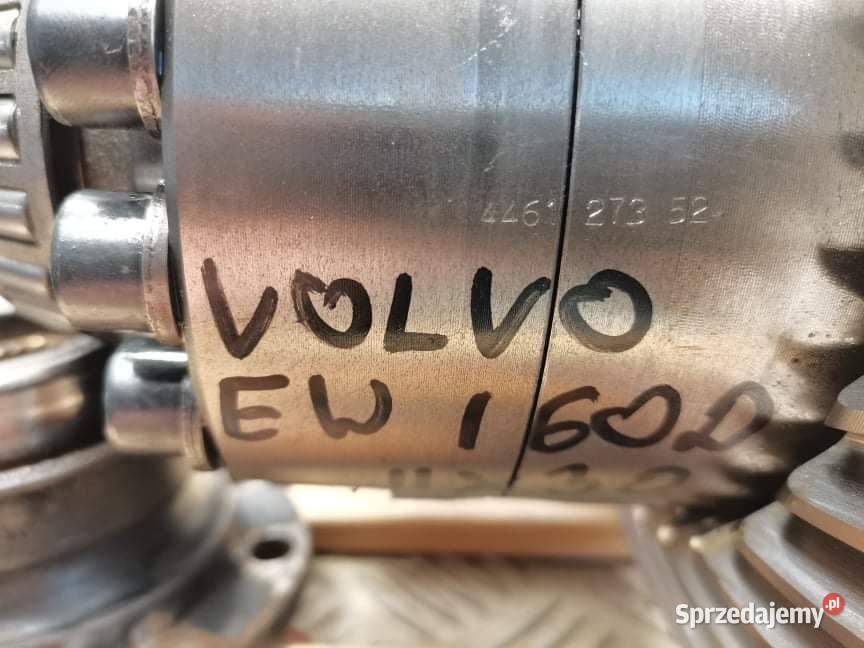 4461 273 52
VOLVO
EW 160D
Sprzedajemy.pl